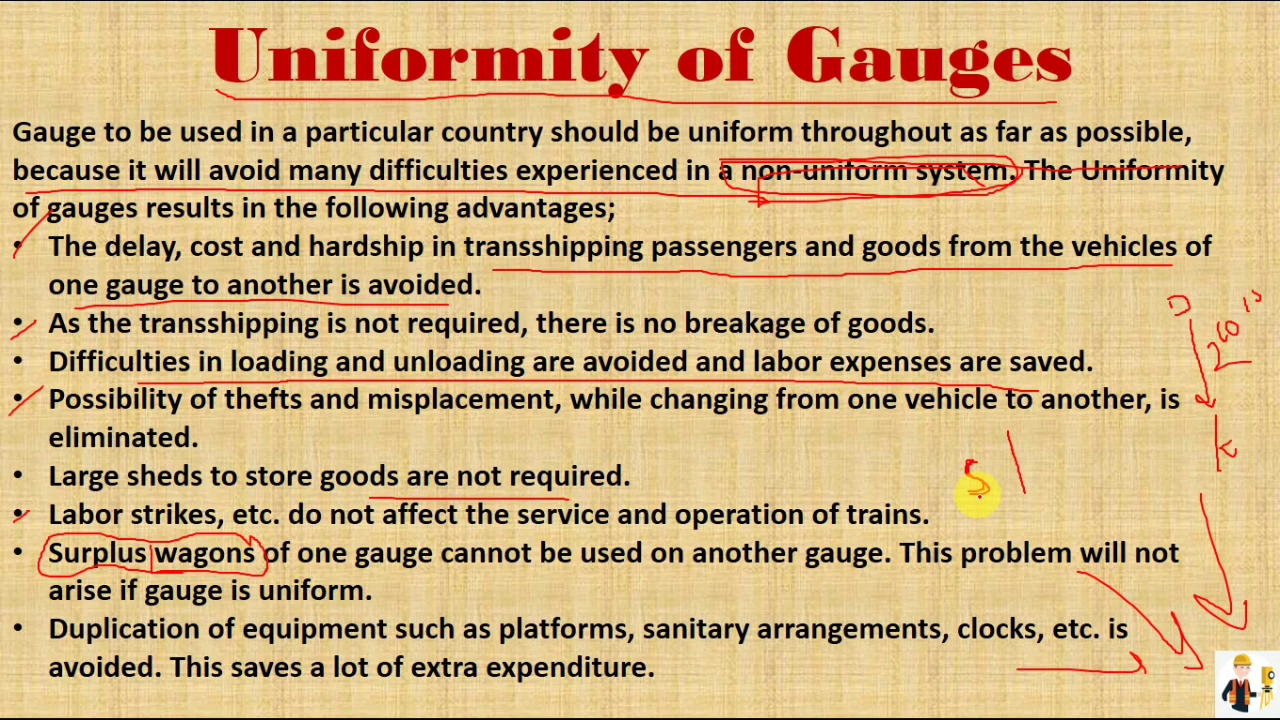 Uniformity of Gauges
Gauge to be used in a particular country should be uniform throughout as far as possible,
because it will avoid many difficulties experienced in a non-uniform system. The Uniformity
of gauges results in the following advantages;
• The delay, cost and hardship in transshipping passengers and goods from the vehicles of
one gauge to another is avoided.
• As the transshipping is not required, there is no breakage of goods.
• Difficulties in loading and unloading are avoided and labor expenses are saved.
• Possibility of thefts and misplacement, while changing from one vehicle to another, is
eliminated.
• Large sheds to store goods are not required.
• Labor strikes, etc. do not affect the service and operation of trains.
• Surplus wagons of one gauge cannot be used on another gauge. This problem will not
arise if gauge is uniform.
• Duplication of equipment such as platforms, sanitary arrangements, clocks, etc. is
avoided. This saves a lot of extra expenditure.